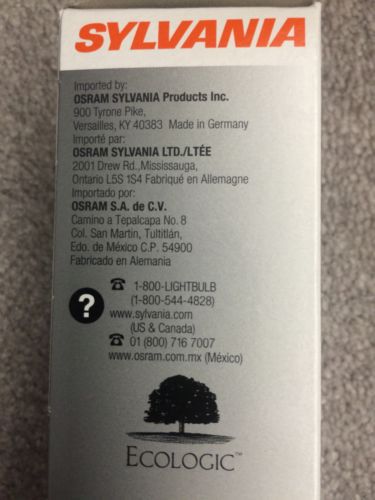 SYLVANIA
Imported by:
OSRAM SYLVANIA Products Inc.
900 Tyrone Pike,
Versailles, KY 40383 Made in Germany
Importé par:
OSRAM SYLVANIA LTD./LTÉE
2001 Drew Rd.,Mississauga,
Ontario L5S 1S4 Fabriqué en Allemagne
Importado por:
OSRAM S.A. de C.V.
Camino a Tepalcapa No. 8
Col. San Martin, Tultitlán,
Edo. de México C.P. 54900
Fabricado en Alemania
?
☎ 1-800-LIGHTBULB
(1-800-544-4828)
www.sylvania.com
(US & Canada)
☎ 01 (800) 716 7007
www.osram.com.mx (México)
ECOLOGIC™